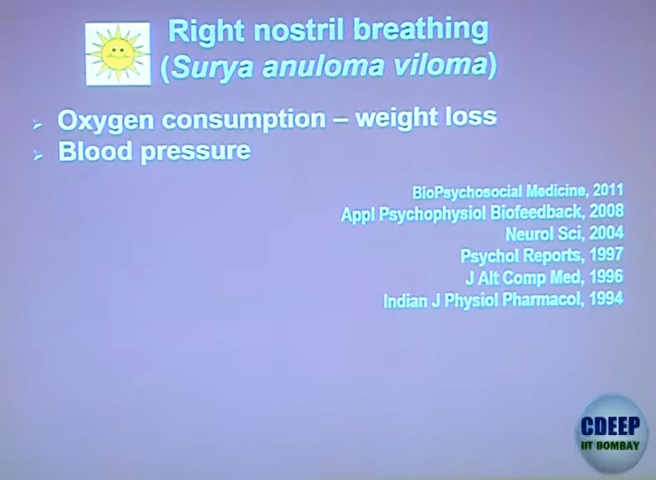 Right nostril breathing
(Surya anuloma viloma)
Oxygen consumption – weight loss
Blood pressure
BioPsychosocial Medicine, 2011
Appl Psychophysiol Biofeedback, 2008
Neurol Sci, 2004
Psychol Reports, 1997
J Alt Comp Med, 1996
Indian J Physiol Pharmacol, 1994
CDEEP
IIT BOMBAY